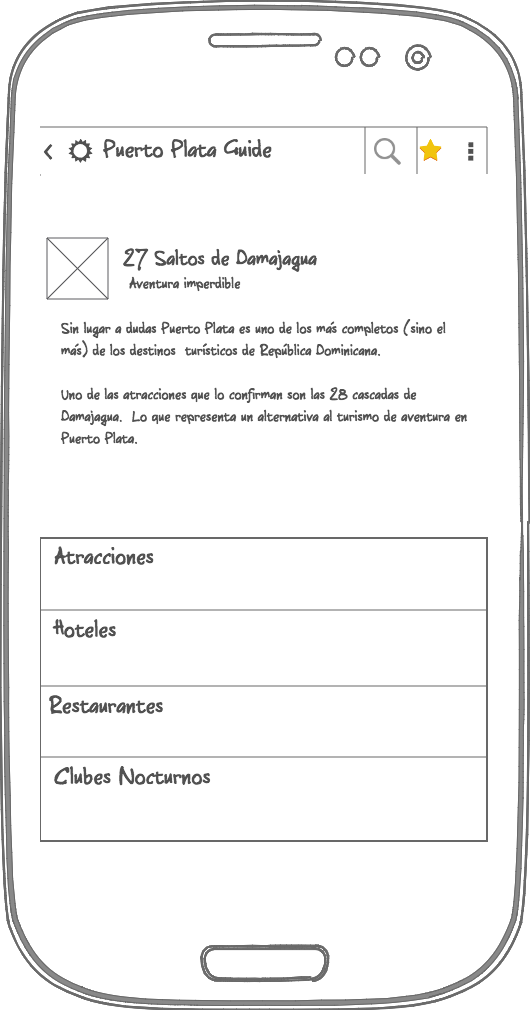 Puerto Plata Guide
27 Saltos de Damajagua
Aventura imperdible
Sin lugar a dudas Puerto Plata es uno de los más completos (sino el
más) de los destinos turísticos de República Dominicana.
Uno de las atracciones que lo confirman son las 28 cascadas de
Damajagua. Lo que representa un alternativa al turismo de aventura en
Puerto Plata.
Atracciones
Hoteles
Restaurantes
Clubes Nocturnos